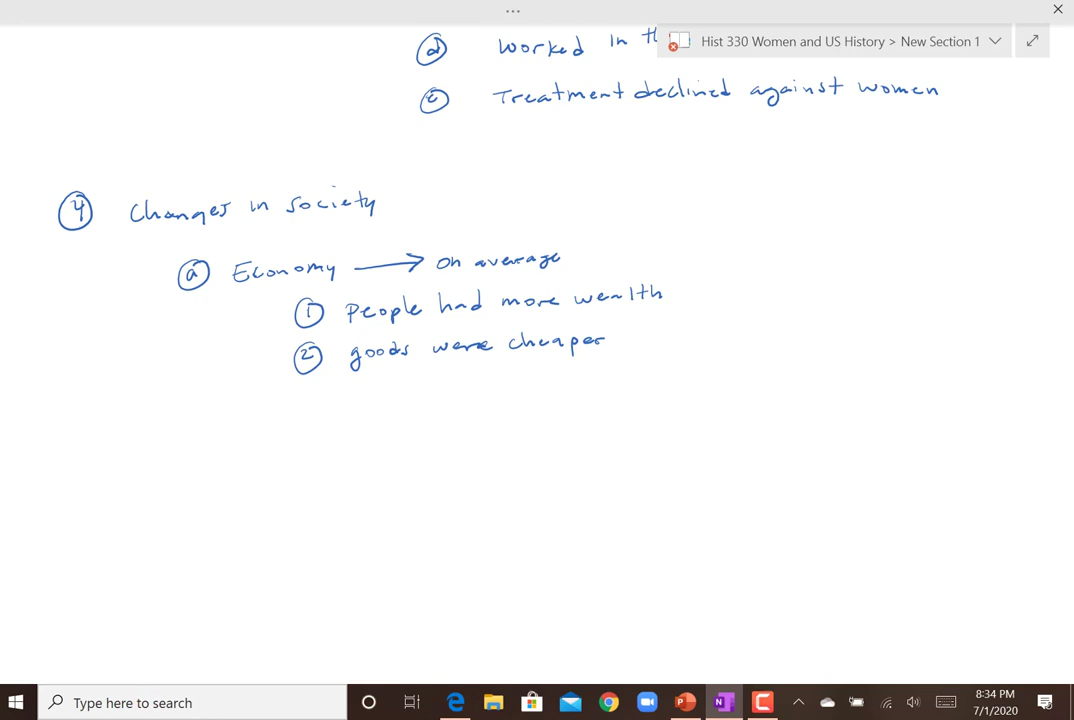 ...
(d) Worked in th
Hist 330 Women and US History > New Section 1
(e) Treatment declined against women
(4) Changes in society
(a) Economy → on average
(1) People had more wealth
(2) goods were cheaper
Type here to search
8:34 PM
7/1/2020